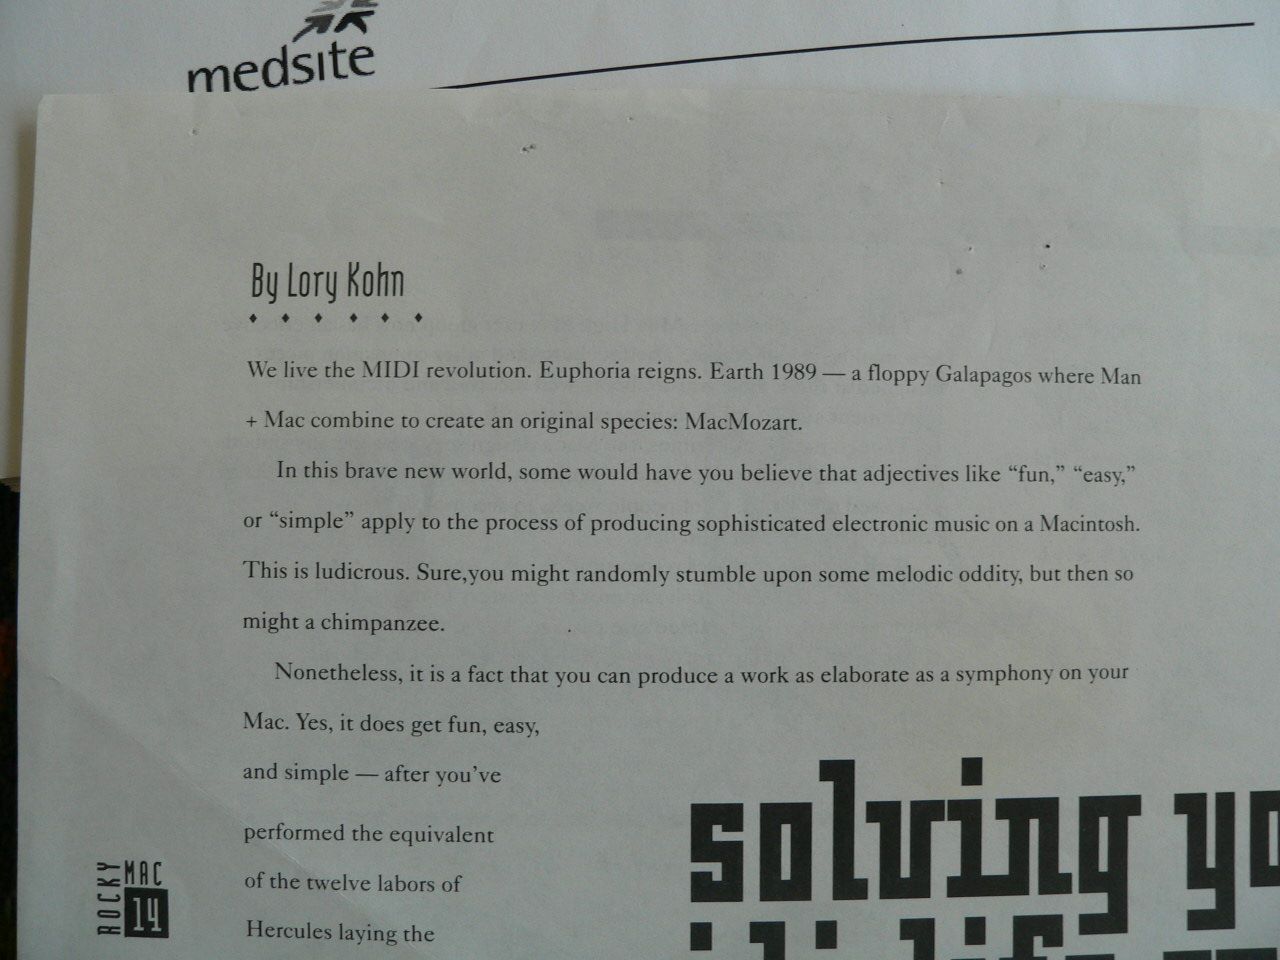 medsite
By Lory Kohn
We live the MIDI revolution. Euphoria reigns. Earth 1989 — a floppy Galapagos where Man
+ Mac combine to create an original species: MacMozart.
In this brave new world, some would have you believe that adjectives like “fun,” “easy,”
or “simple” apply to the process of producing sophisticated electronic music on a Macintosh.
This is ludicrous. Sure,you might randomly stumble upon some melodic oddity, but then so
might a chimpanzee.
Nonetheless, it is a fact that you can produce a work as elaborate as a symphony on your
Mac. Yes, it does get fun, easy,
and simple — after you’ve
performed the equivalent
of the twelve labors of
Hercules laying the
solving yo
ROCKY MAC
14